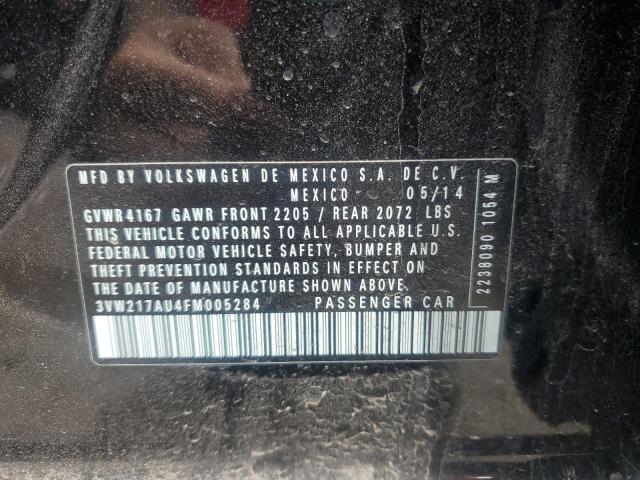 MFD BY VOLKSWAGEN DE MEXICO S.A. DE C.V.
MEXICO 05/14
GVWR4167 GAWR FRONT 2205 / REAR 2072 LBS
THIS VEHICLE CONFORMS TO ALL APPLICABLE U.S.
FEDERAL MOTOR VEHICLE SAFETY, BUMPER AND
THEFT PREVENTION STANDARDS IN EFFECT ON
THE DATE OF MANUFACTURE SHOWN ABOVE.
3VW217AU4FM005284 PASSENGER CAR
2238090 1054 M